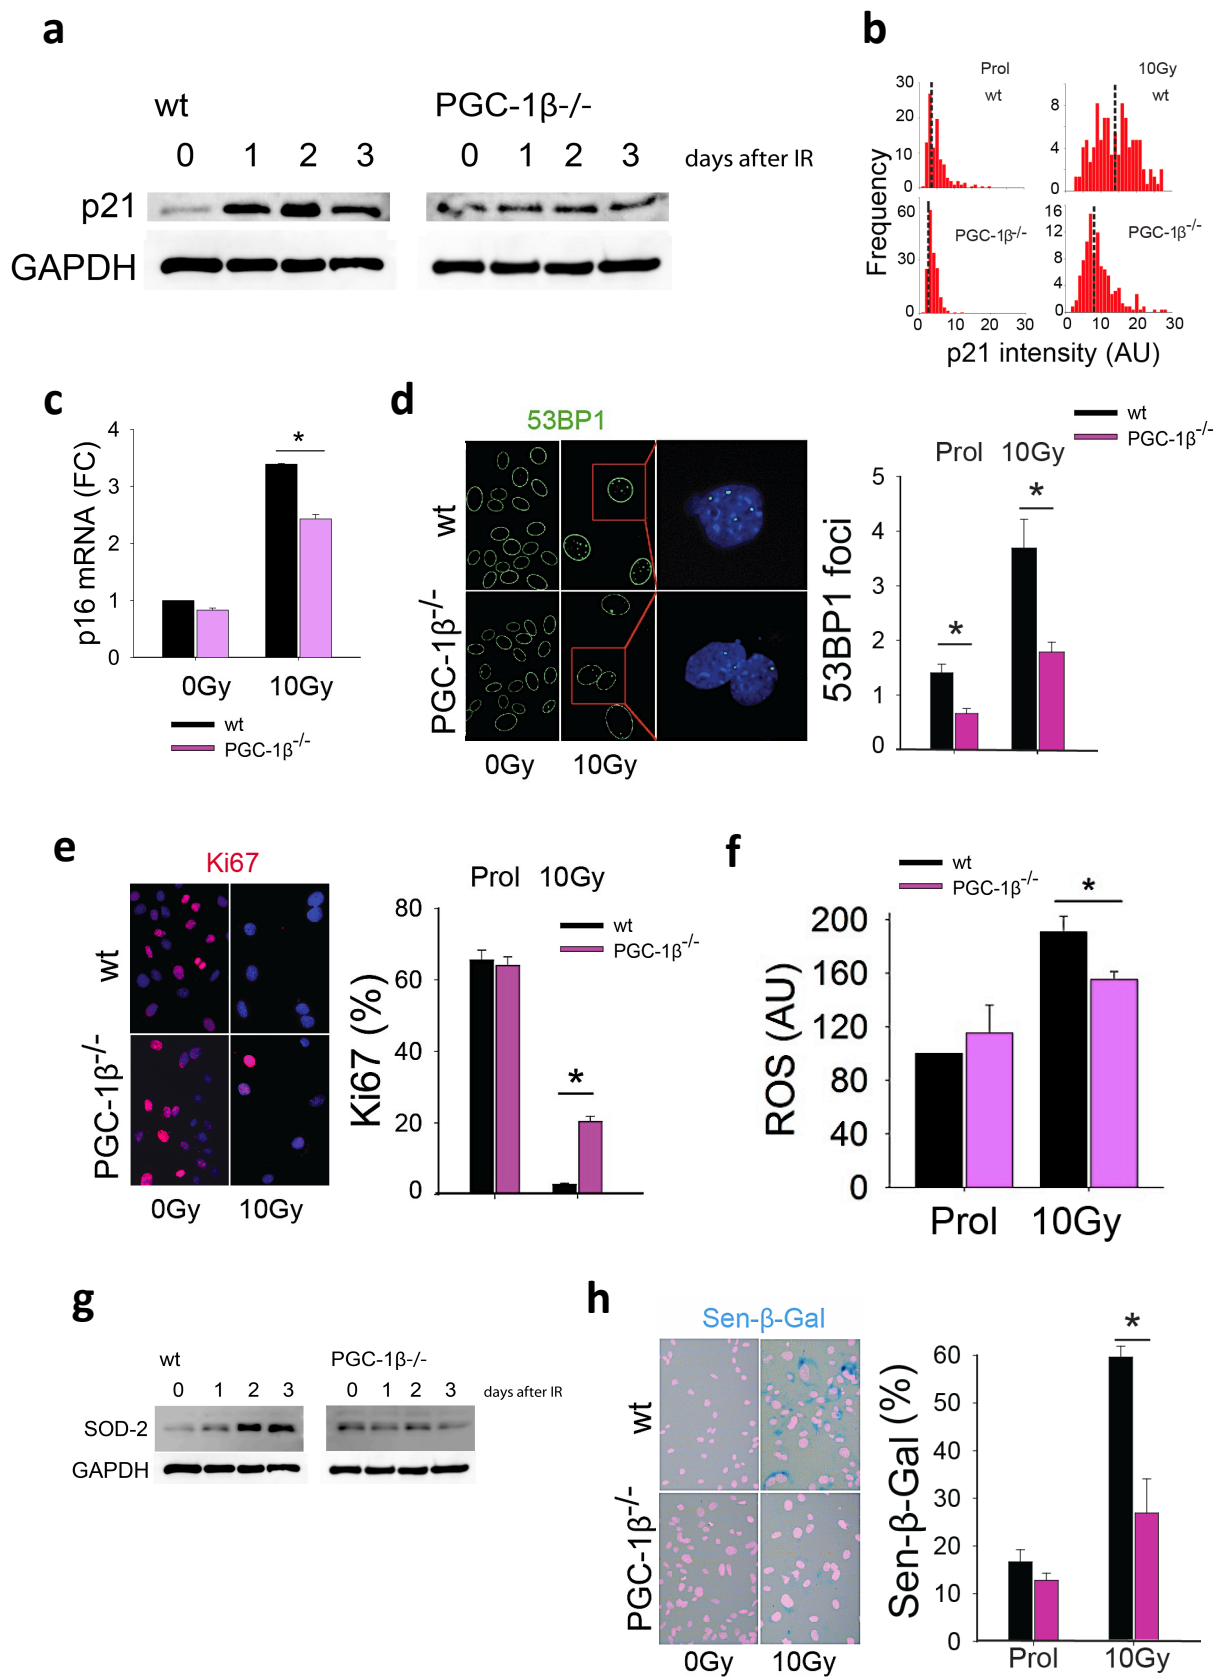 a
wt
PGC-1β-/-
0 1 2 3 0 1 2 3 days after IR
p21
GAPDH
b
Prol
wt
10Gy
wt
30
20
10
0
8
4
0
PGC-1β-/-
60
30
0
PGC-1β-/-
16
12
8
4
0
0 10 20 30
0 10 20 30
Frequency
p21 intensity (AU)
c
p16 mRNA (FC)
4
3
2
1
0
*
0Gy 10Gy
wt
PGC-1β-/-
d
53BP1
wt
PGC-1β-/-
0Gy 10Gy
wt
PGC-1β-/-
Prol 10Gy
53BP1 foci
5
4
3
2
1
0
*
*
e
Ki67
wt
PGC-1β-/-
0Gy 10Gy
Prol 10Gy
wt
PGC-1β-/-
Ki67 (%)
80
60
40
20
0
*
f
wt
PGC-1β-/-
*
ROS (AU)
200
160
120
80
40
0
Prol 10Gy
g
wt
PGC-1β-/-
0 1 2 3 0 1 2 3 days after IR
SOD-2
GAPDH
h
Sen-β-Gal
wt
PGC-1β-/-
0Gy 10Gy
Sen-β-Gal (%)
60
50
40
30
20
10
0
*
Prol 10Gy